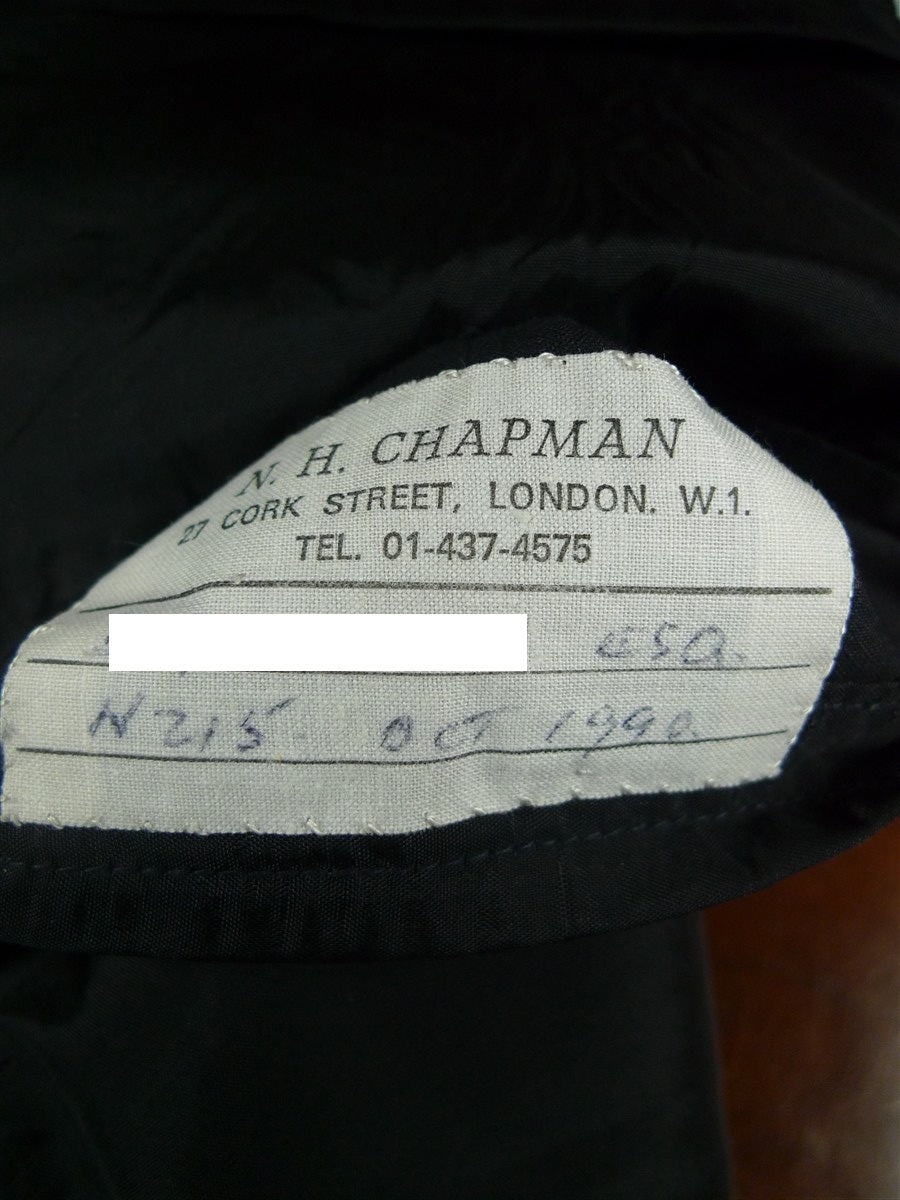 N. H. CHAPMAN
27 CORK STREET, LONDON. W.1.
TEL. 01-437-4575
ESQ.
N215 OCT 1990.